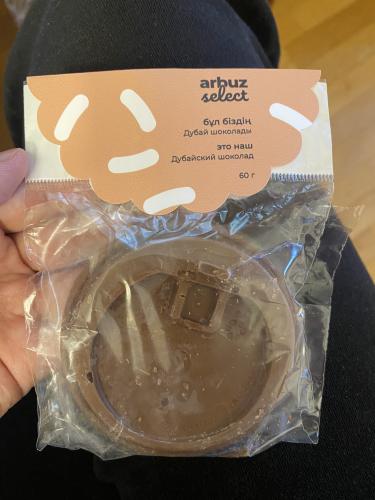 arbuz
select
бұл біздің
Дубай шоколады
это наш
Дубайский шоколад
60 г